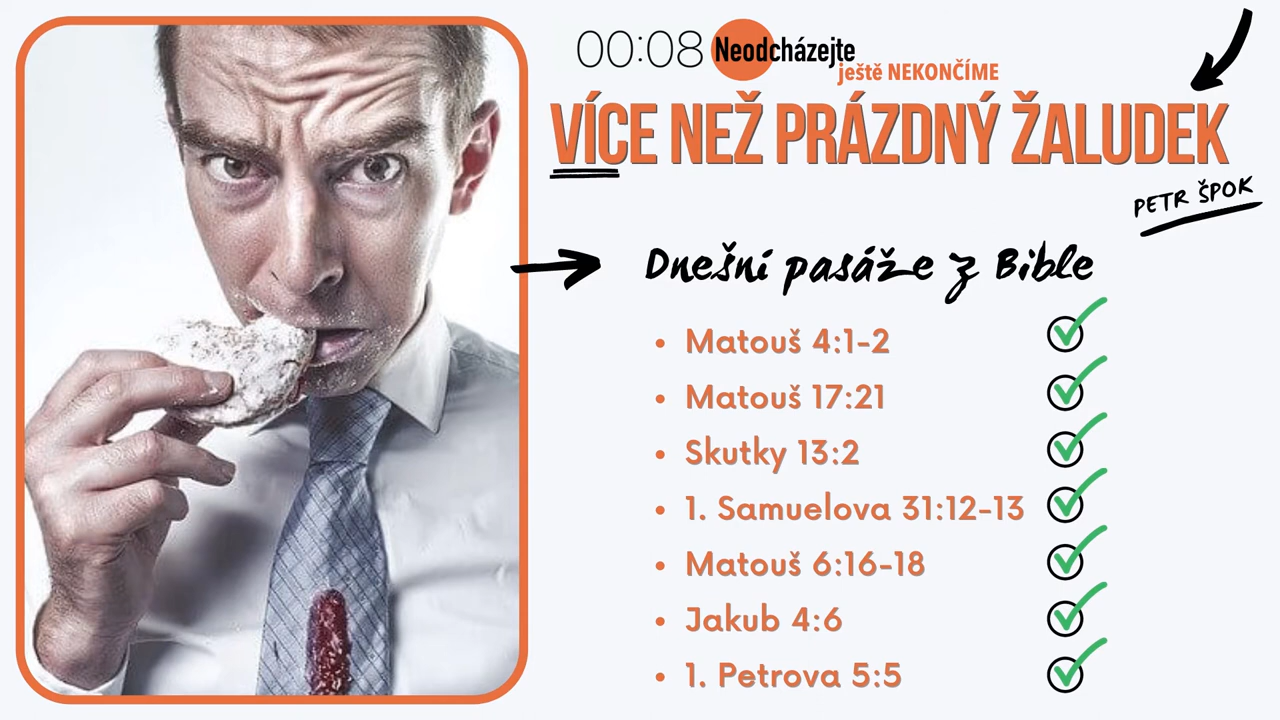 00:08 Neodcházejte
ještě NEKONČÍME
VÍCE NEŽ PRÁZDNÝ ŽALUDEK
PETR ŠPOK
Dnešní pasáže z Bible
• Matouš 4:1-2
• Matouš 17:21
• Skutky 13:2
• 1. Samuelova 31:12-13
• Matouš 6:16-18
• Jakub 4:6
• 1. Petrova 5:5